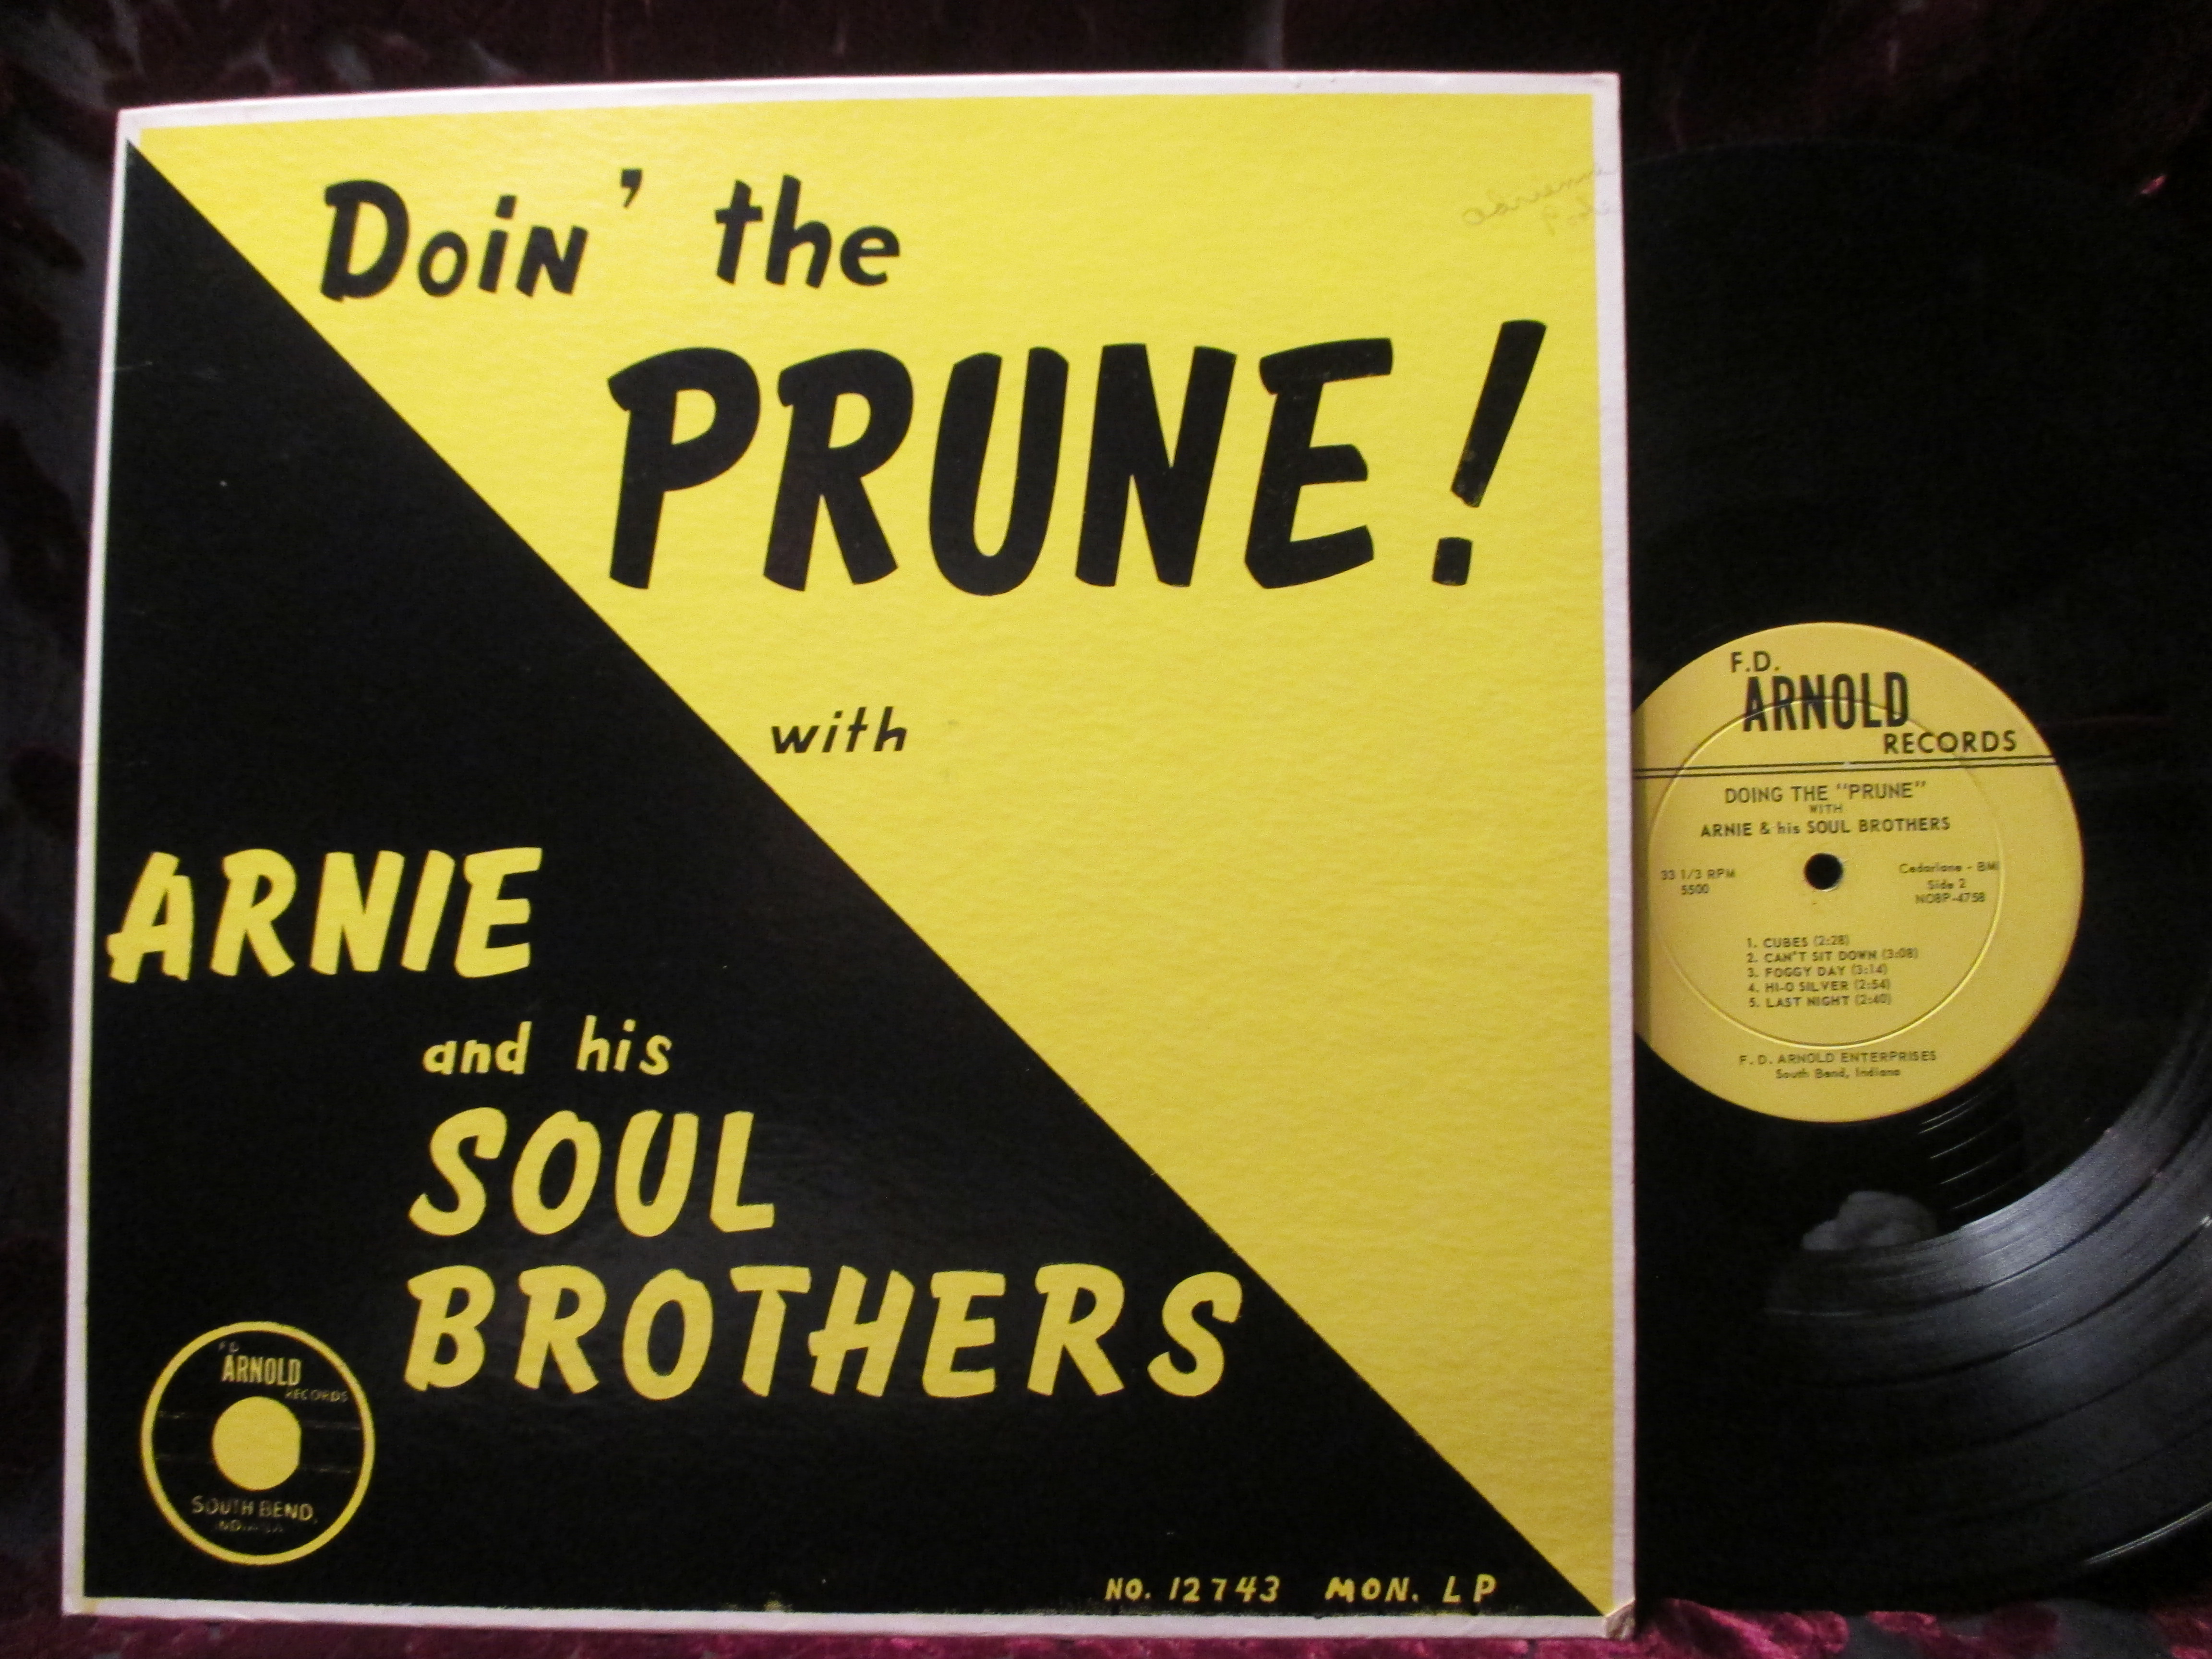 Doin' the
PRUNE!
with
ARNIE
and his
SOUL
BROTHERS
ARNOLD
RECORDS
SOUTH BEND,
NO. 12743 MON. LP
F.D.
ARNOLD
RECORDS
DOING THE "PRUNE"
WITH
ARNIE & his SOUL BROTHERS
33 1/3 RPM
5500
Cedarlane - BMI
Side 2
NO8P-4758
1. CUBES (2:28)
2. CAN'T SIT DOWN (3:08)
3. FOGGY DAY (3:14)
4. HI-O SILVER (2:54)
5. LAST NIGHT (2:40)
F. D. ARNOLD ENTERPRISES
South Bend, Indiana